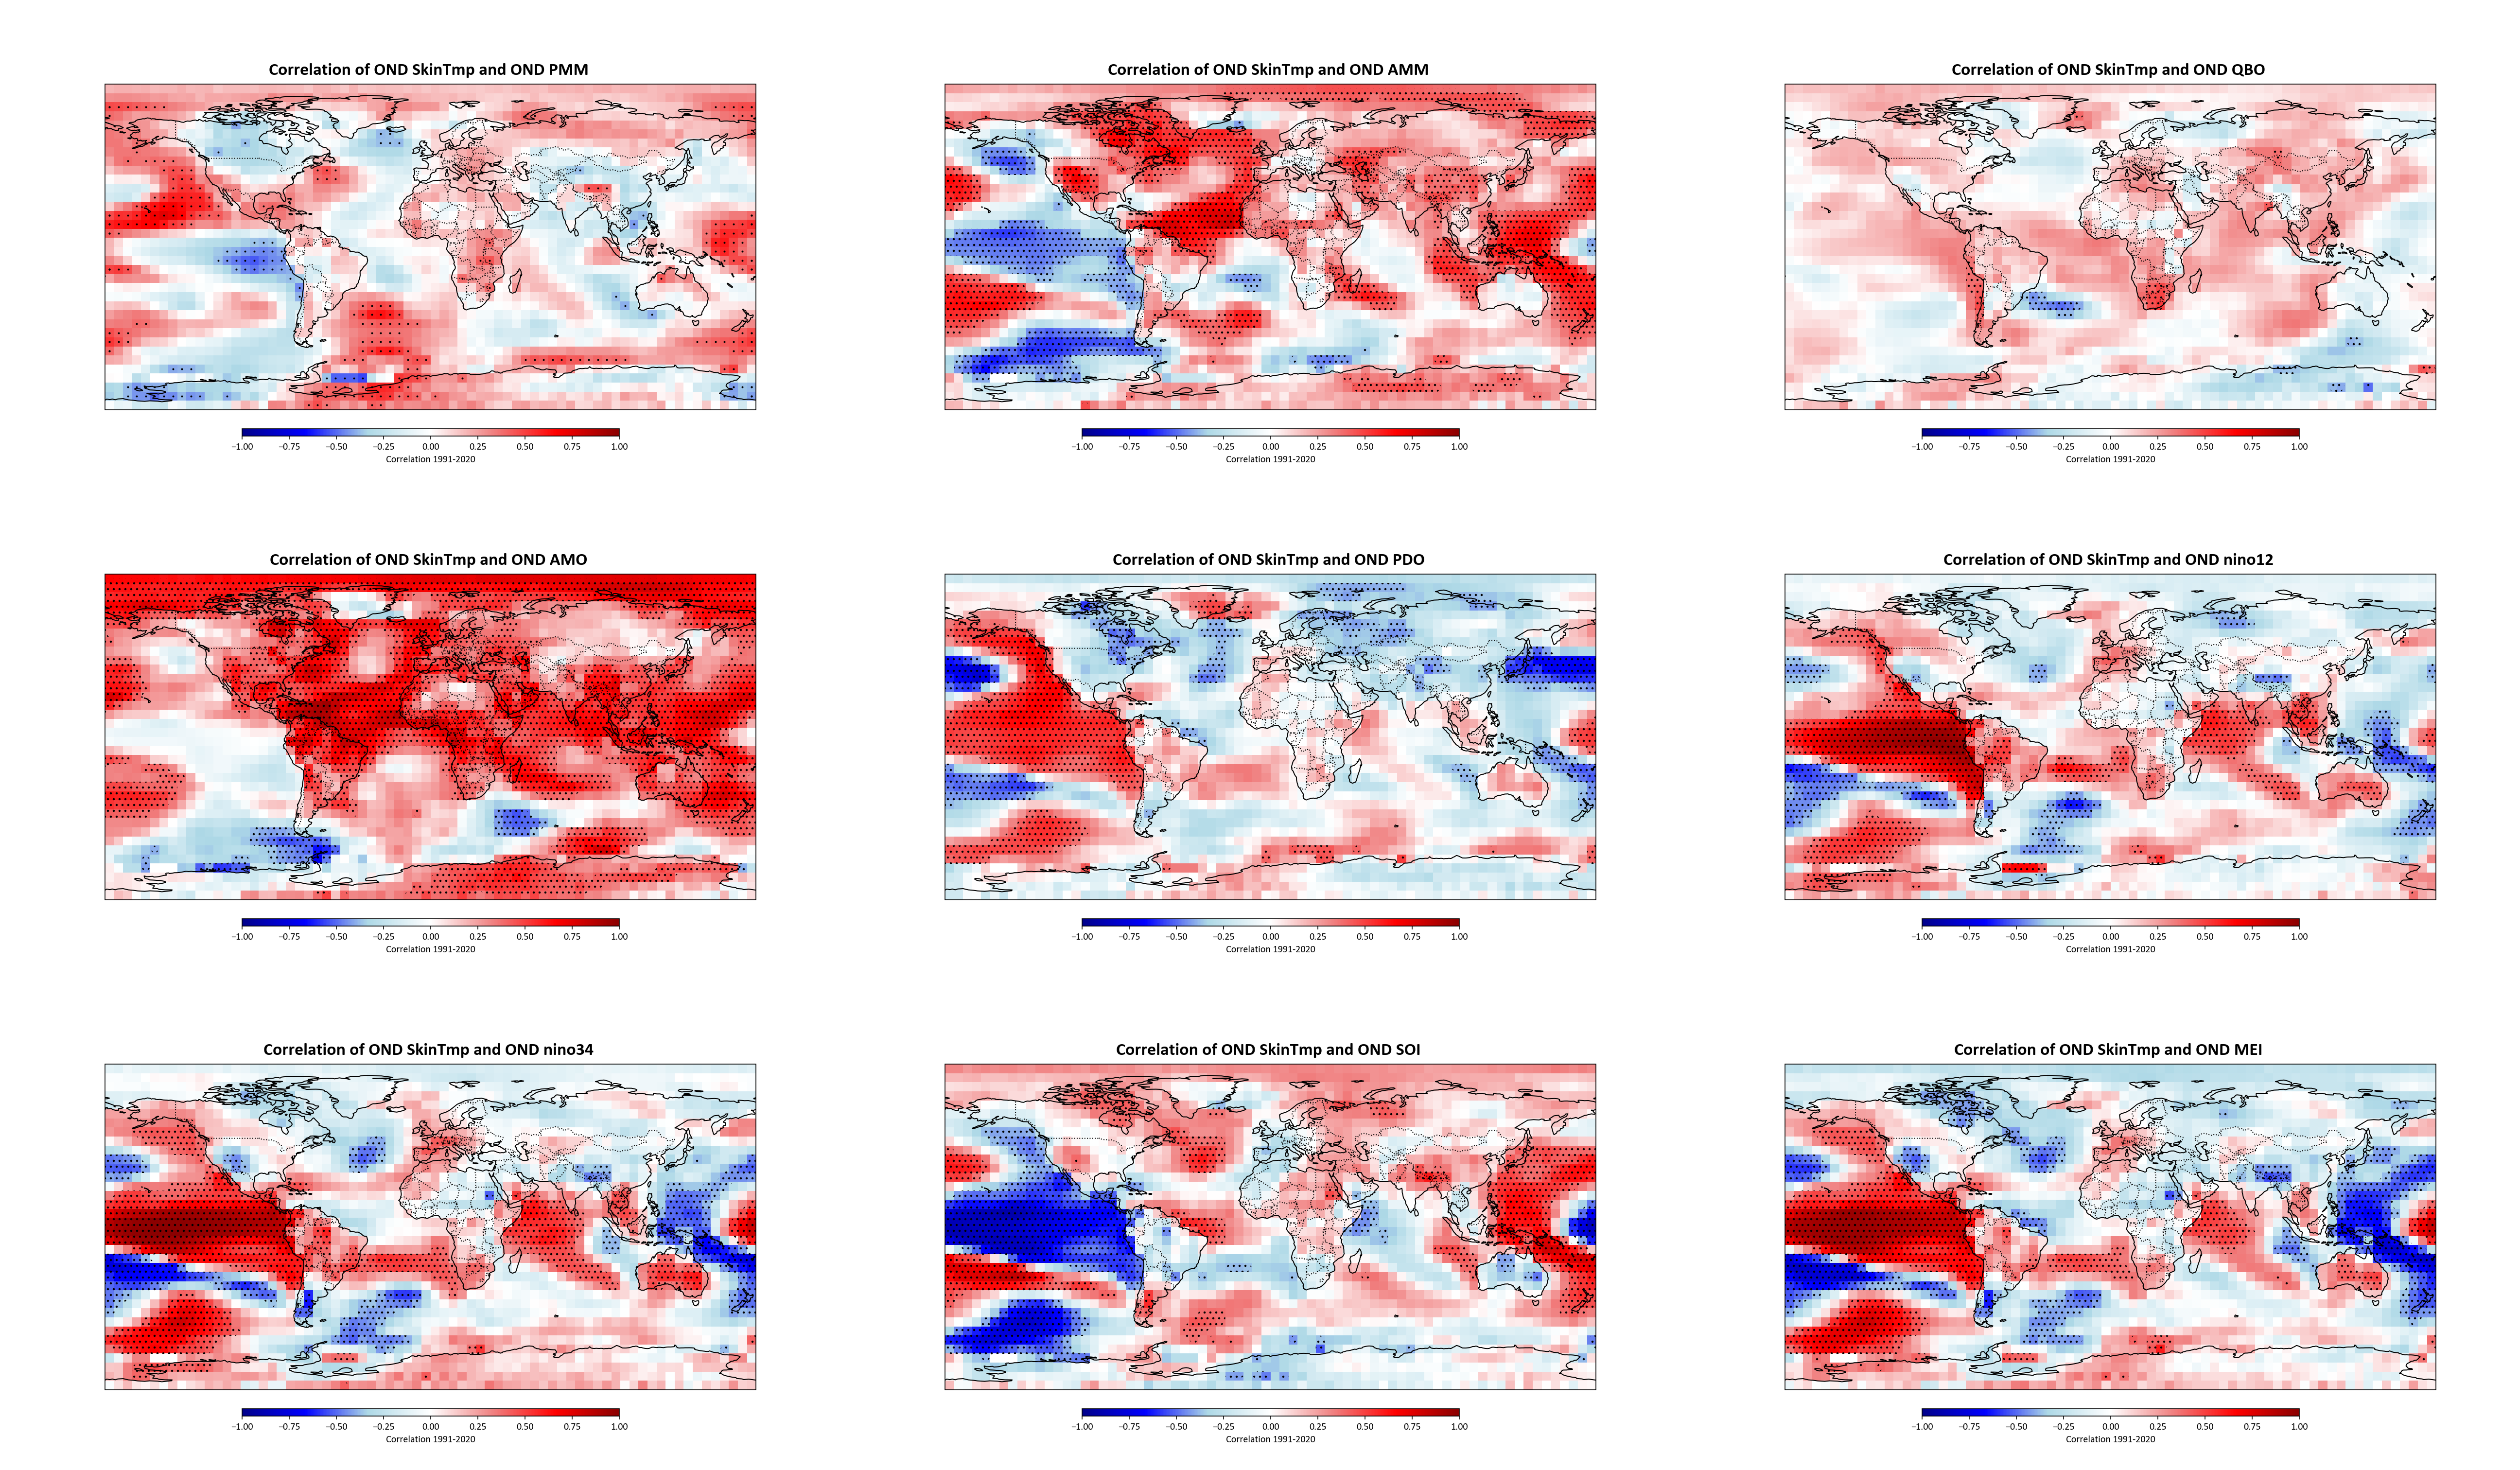 Correlation of OND SkinTmp and OND PMM
−1.00 −0.75 −0.50 −0.25 0.00 0.25 0.50 0.75 1.00
Correlation 1991-2020
Correlation of OND SkinTmp and OND AMM
−1.00 −0.75 −0.50 −0.25 0.00 0.25 0.50 0.75 1.00
Correlation 1991-2020
Correlation of OND SkinTmp and OND QBO
−1.00 −0.75 −0.50 −0.25 0.00 0.25 0.50 0.75 1.00
Correlation 1991-2020
Correlation of OND SkinTmp and OND AMO
−1.00 −0.75 −0.50 −0.25 0.00 0.25 0.50 0.75 1.00
Correlation 1991-2020
Correlation of OND SkinTmp and OND PDO
−1.00 −0.75 −0.50 −0.25 0.00 0.25 0.50 0.75 1.00
Correlation 1991-2020
Correlation of OND SkinTmp and OND nino12
−1.00 −0.75 −0.50 −0.25 0.00 0.25 0.50 0.75 1.00
Correlation 1991-2020
Correlation of OND SkinTmp and OND nino34
−1.00 −0.75 −0.50 −0.25 0.00 0.25 0.50 0.75 1.00
Correlation 1991-2020
Correlation of OND SkinTmp and OND SOI
−1.00 −0.75 −0.50 −0.25 0.00 0.25 0.50 0.75 1.00
Correlation 1991-2020
Correlation of OND SkinTmp and OND MEI
−1.00 −0.75 −0.50 −0.25 0.00 0.25 0.50 0.75 1.00
Correlation 1991-2020